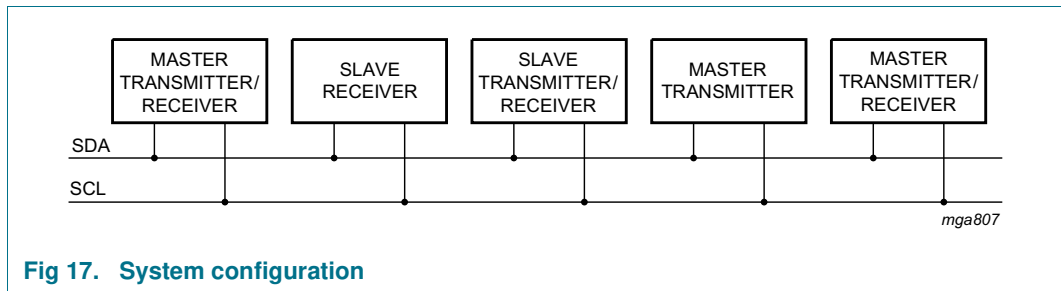 MASTER
TRANSMITTER/
RECEIVER
SLAVE
RECEIVER
SLAVE
TRANSMITTER/
RECEIVER
MASTER
TRANSMITTER
MASTER
TRANSMITTER/
RECEIVER
SDA
SCL
mga807
Fig 17. System configuration